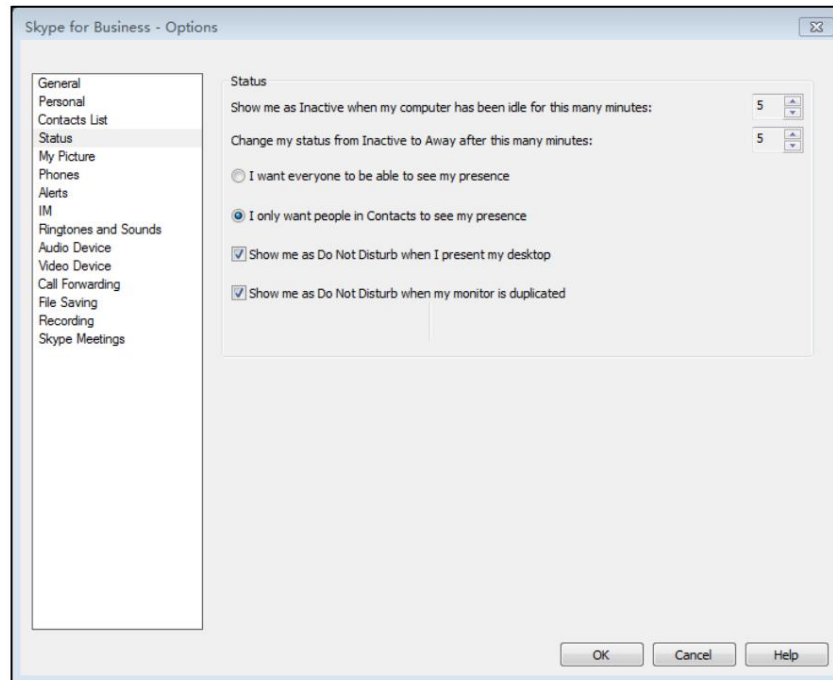 Skype for Business - Options
General
Personal
Contacts List
Status
My Picture
Phones
Alerts
IM
Ringtones and Sounds
Audio Device
Video Device
Call Forwarding
File Saving
Recording
Skype Meetings
Status
Show me as Inactive when my computer has been idle for this many minutes: 5
Change my status from Inactive to Away after this many minutes: 5
I want everyone to be able to see my presence
I only want people in Contacts to see my presence
Show me as Do Not Disturb when I present my desktop
Show me as Do Not Disturb when my monitor is duplicated
OK Cancel Help